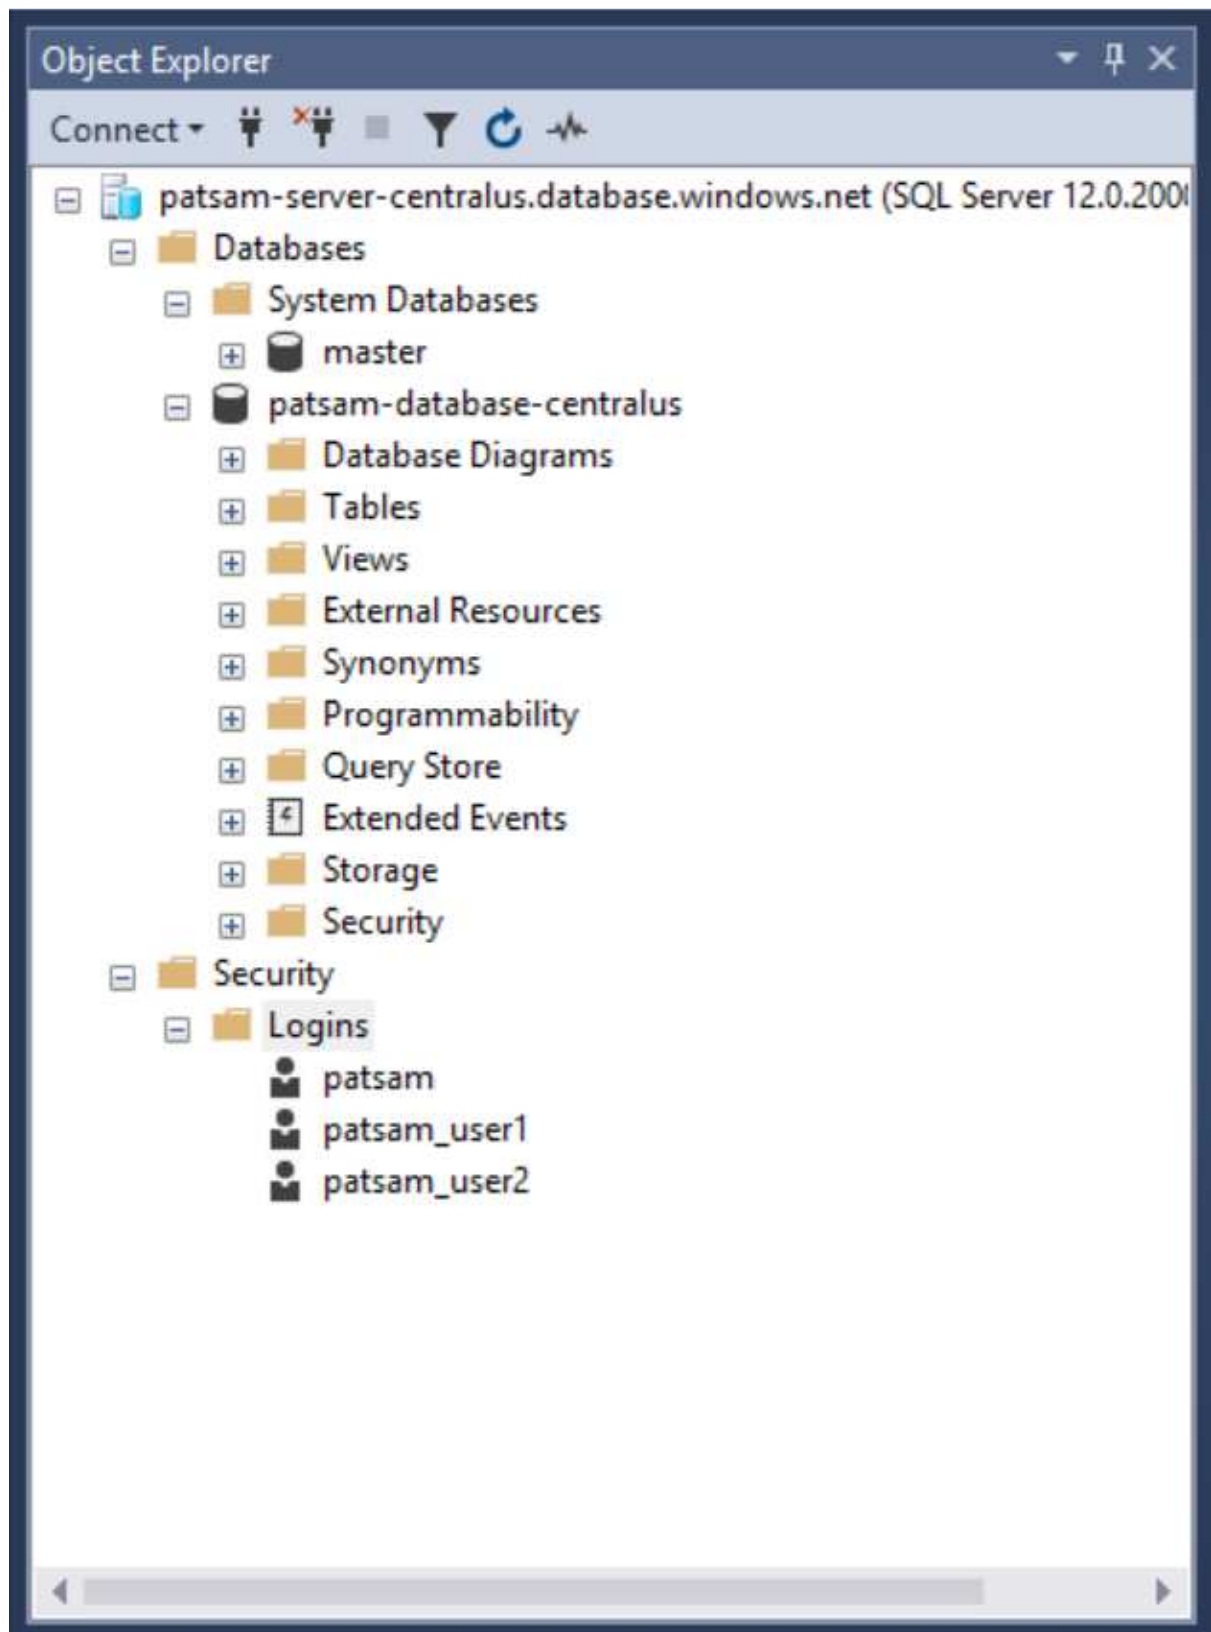 Object Explorer
Connect
patsam-server-centralus.database.windows.net (SQL Server 12.0.200
Databases
System Databases
master
patsam-database-centralus
Database Diagrams
Tables
Views
External Resources
Synonyms
Programmability
Query Store
Extended Events
Storage
Security
Security
Logins
patsam
patsam_user1
patsam_user2